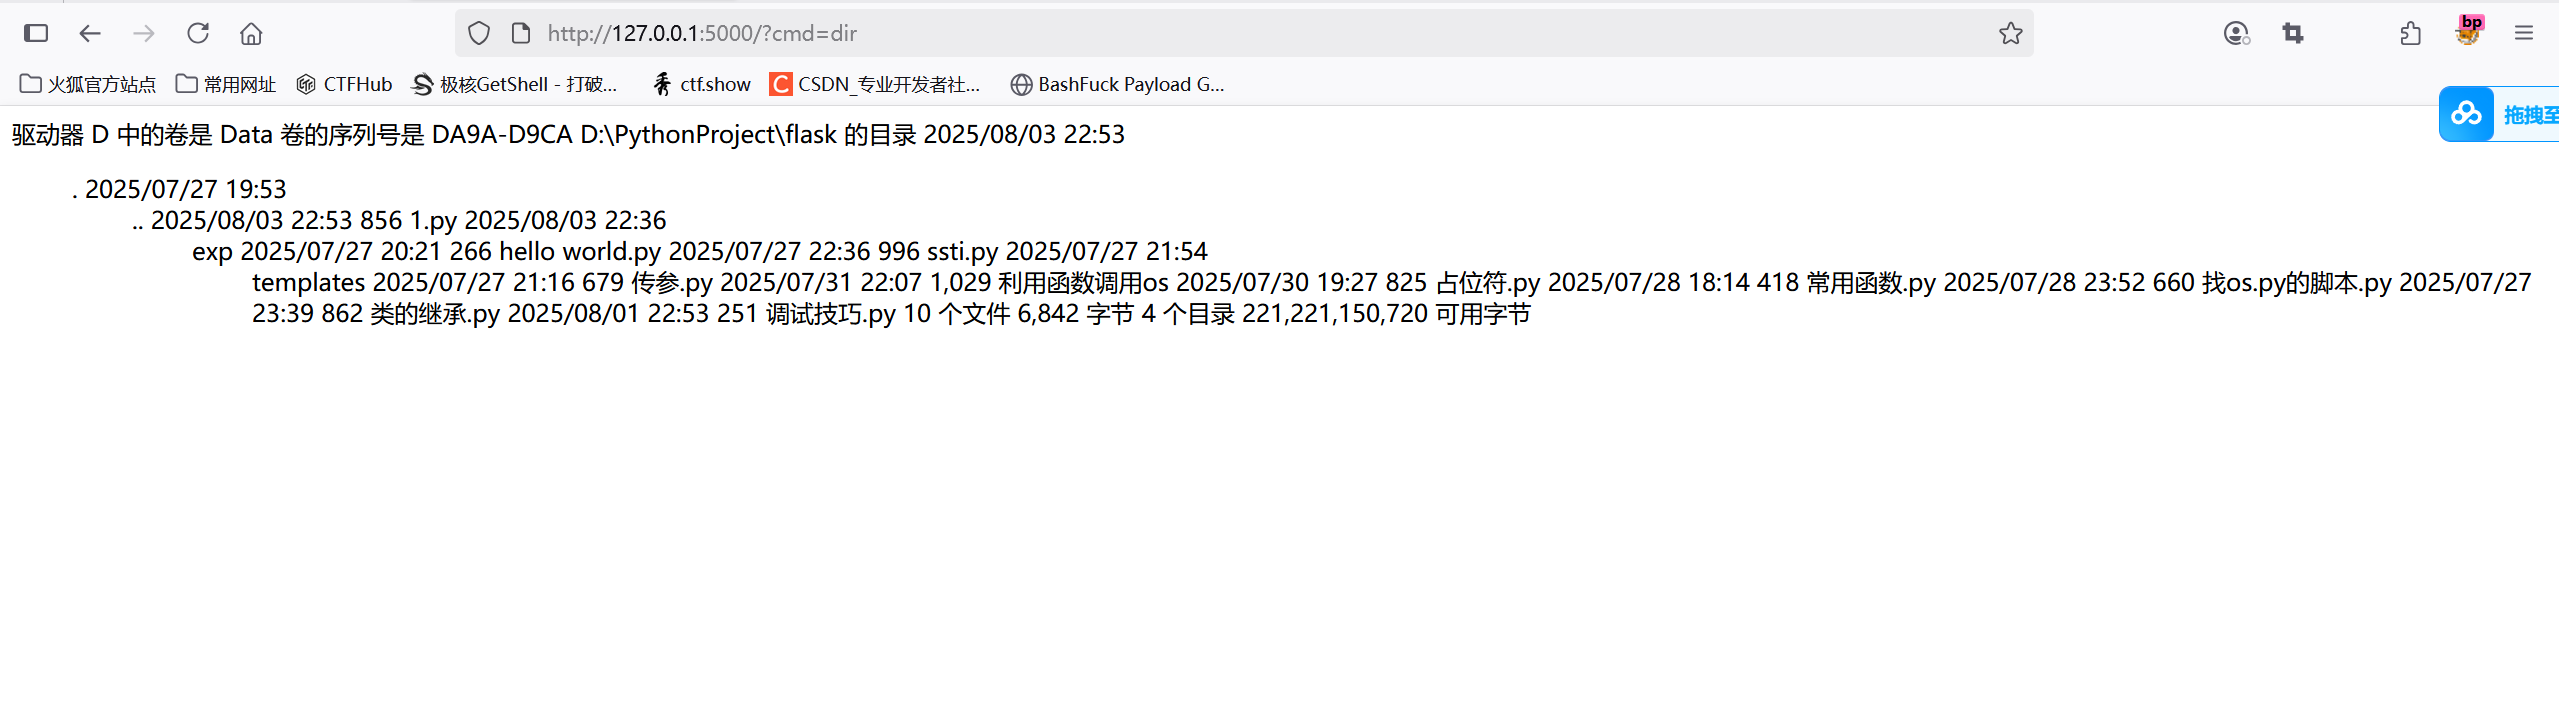 http://127.0.0.1:5000/?cmd=dir
bp
火狐官方站点 常用网址 CTFHub 极核GetShell - 打破... ctf.show CSDN_专业开发者社... BashFuck Payload G...
拖拽至
驱动器 D 中的卷是 Data 卷的序列号是 DA9A-D9CA D:\PythonProject\flask 的目录 2025/08/03 22:53
. 2025/07/27 19:53
.. 2025/08/03 22:53 856 1.py 2025/08/03 22:36
exp 2025/07/27 20:21 266 hello world.py 2025/07/27 22:36 996 ssti.py 2025/07/27 21:54
templates 2025/07/27 21:16 679 传参.py 2025/07/31 22:07 1,029 利用函数调用os 2025/07/30 19:27 825 占位符.py 2025/07/28 18:14 418 常用函数.py 2025/07/28 23:52 660 找os.py的脚本.py 2025/07/27
23:39 862 类的继承.py 2025/08/01 22:53 251 调试技巧.py 10 个文件 6,842 字节 4 个目录 221,221,150,720 可用字节